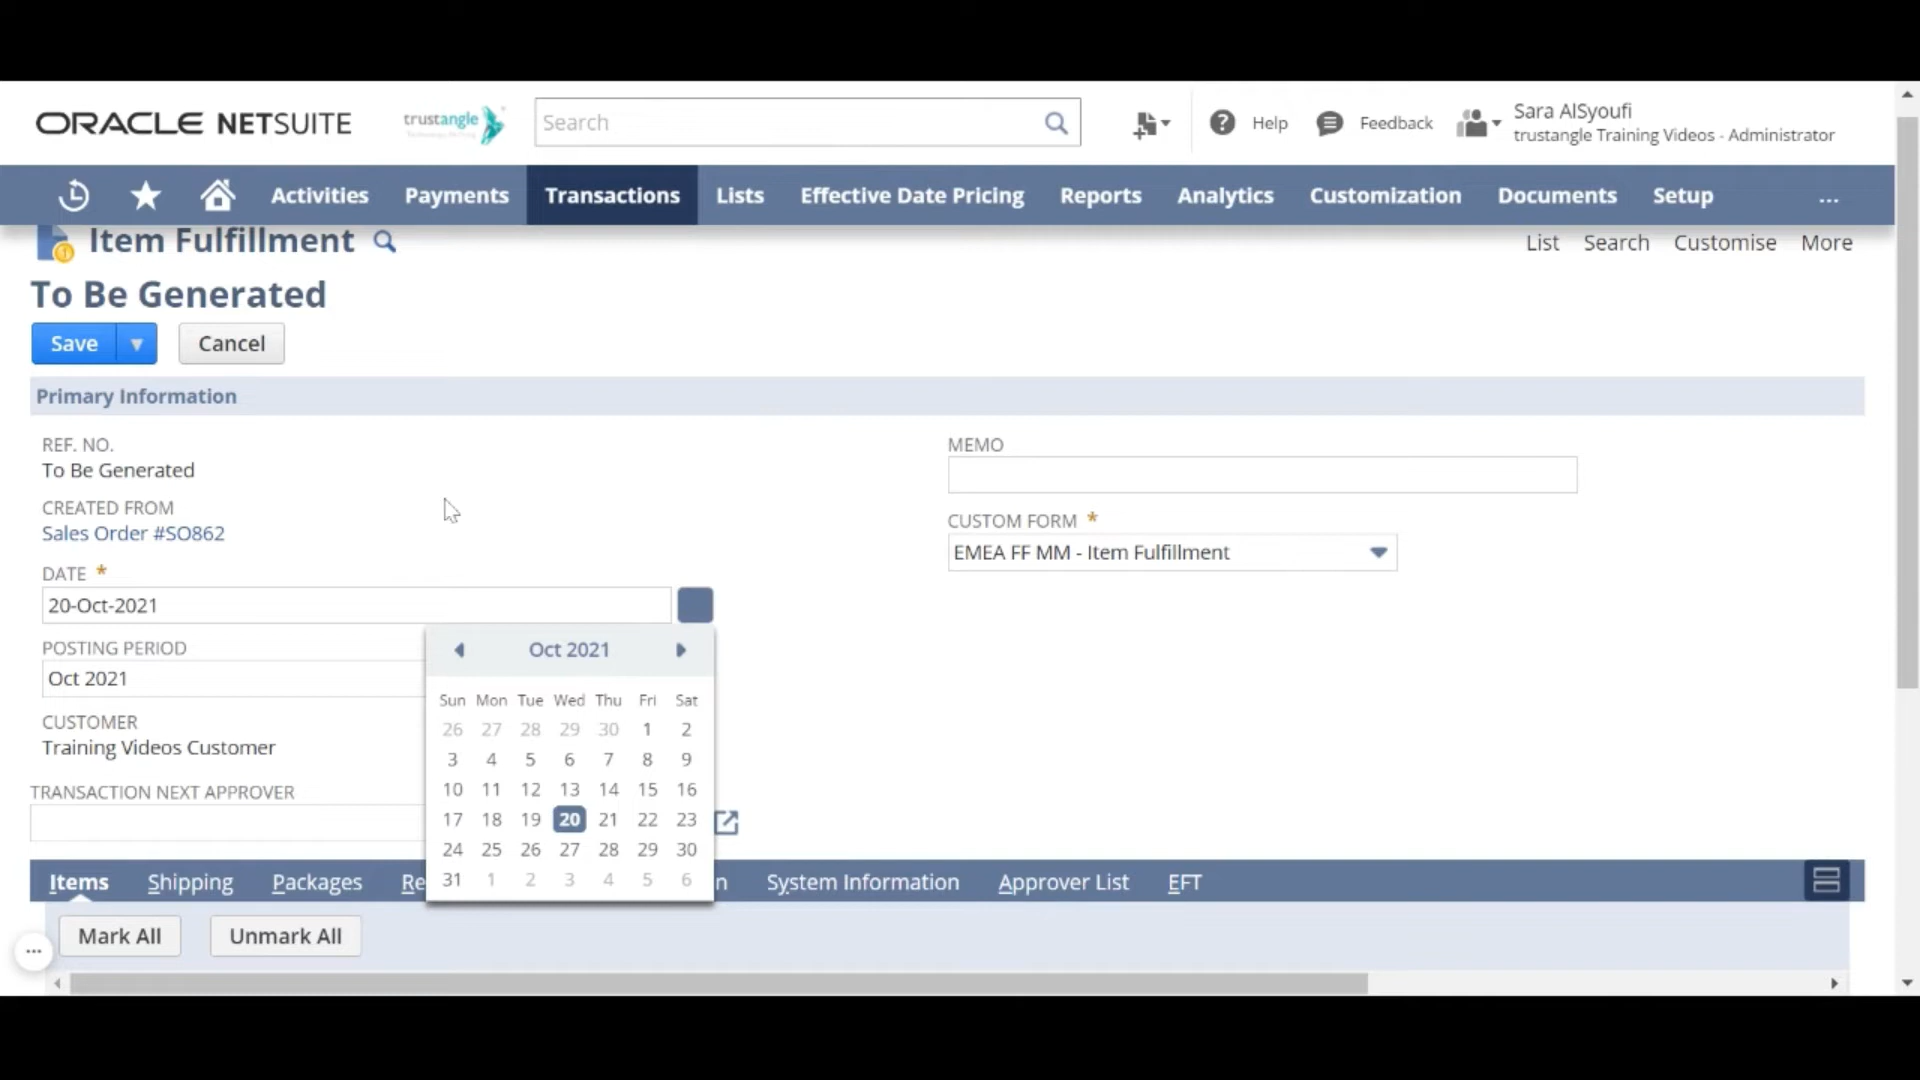 ORACLE NETSUITE
trustangle
Search
Help
Feedback
Sara AlSyoufi
trustangle Training Videos - Administrator
Activities Payments Transactions Lists Effective Date Pricing Reports Analytics Customization Documents Setup ...
Item Fulfillment
List Search Customise More
To Be Generated
Save Cancel
Primary Information
REF. NO.
To Be Generated
CREATED FROM
Sales Order #SO862
DATE *
20-Oct-2021
POSTING PERIOD
Oct 2021
CUSTOMER
Training Videos Customer
TRANSACTION NEXT APPROVER
MEMO
CUSTOM FORM *
EMEA FF MM - Item Fulfillment
Oct 2021
Sun Mon Tue Wed Thu Fri Sat
26 27 28 29 30 1 2
3 4 5 6 7 8 9
10 11 12 13 14 15 16
17 18 19 20 21 22 23
24 25 26 27 28 29 30
31 1 2 3 4 5 6
Items Shipping Packages Re n System Information Approver List EFT
Mark All Unmark All